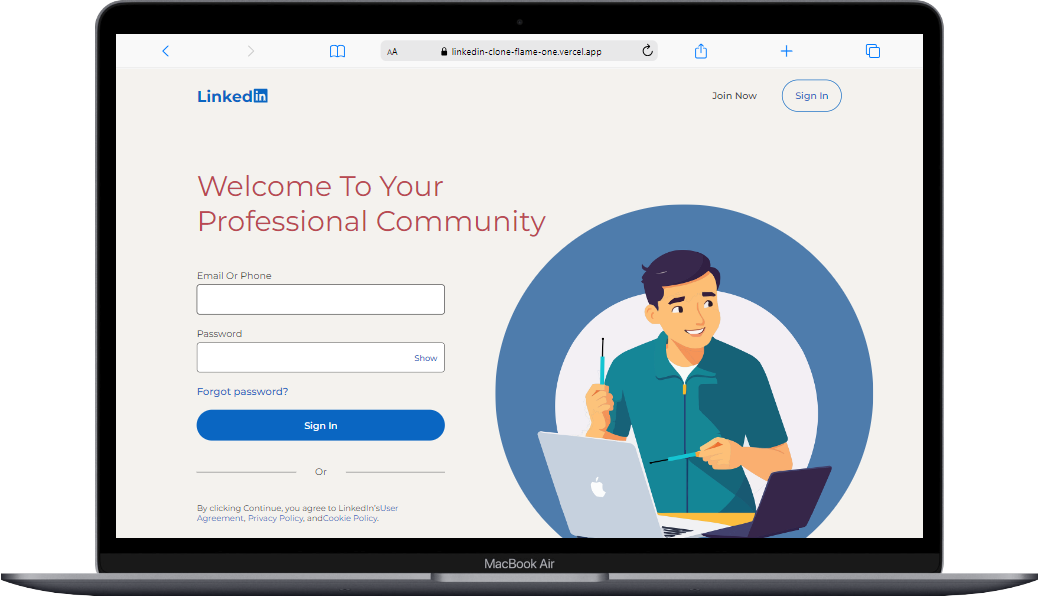 AA linkedin-clone-flame-one.vercel.app
Linkedin Join Now Sign In
Welcome To Your
Professional Community
Email Or Phone
Password
Show
Forgot password?
Sign In
Or
By clicking Continue, you agree to LinkedIn'sUser
Agreement, Privacy Policy, andCookie Policy.
MacBook Air